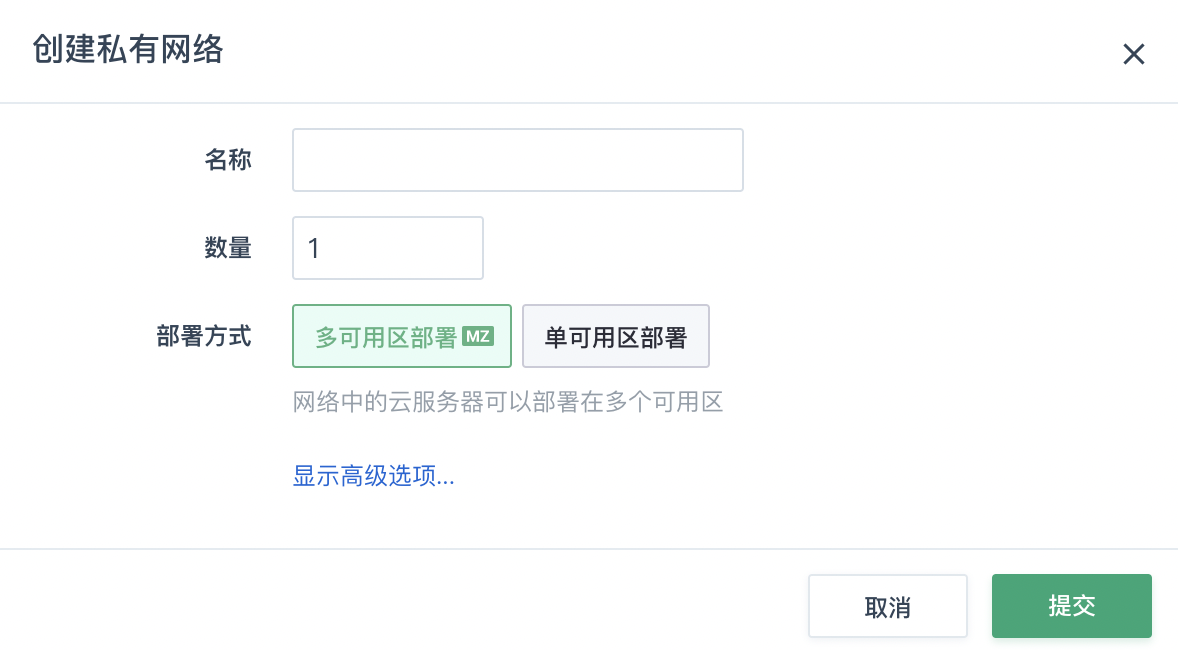 创建私有网络
名称
数量 1
部署方式 多可用区部署 MZ 单可用区部署
网络中的云服务器可以部署在多个可用区
显示高级选项...
取消 提交